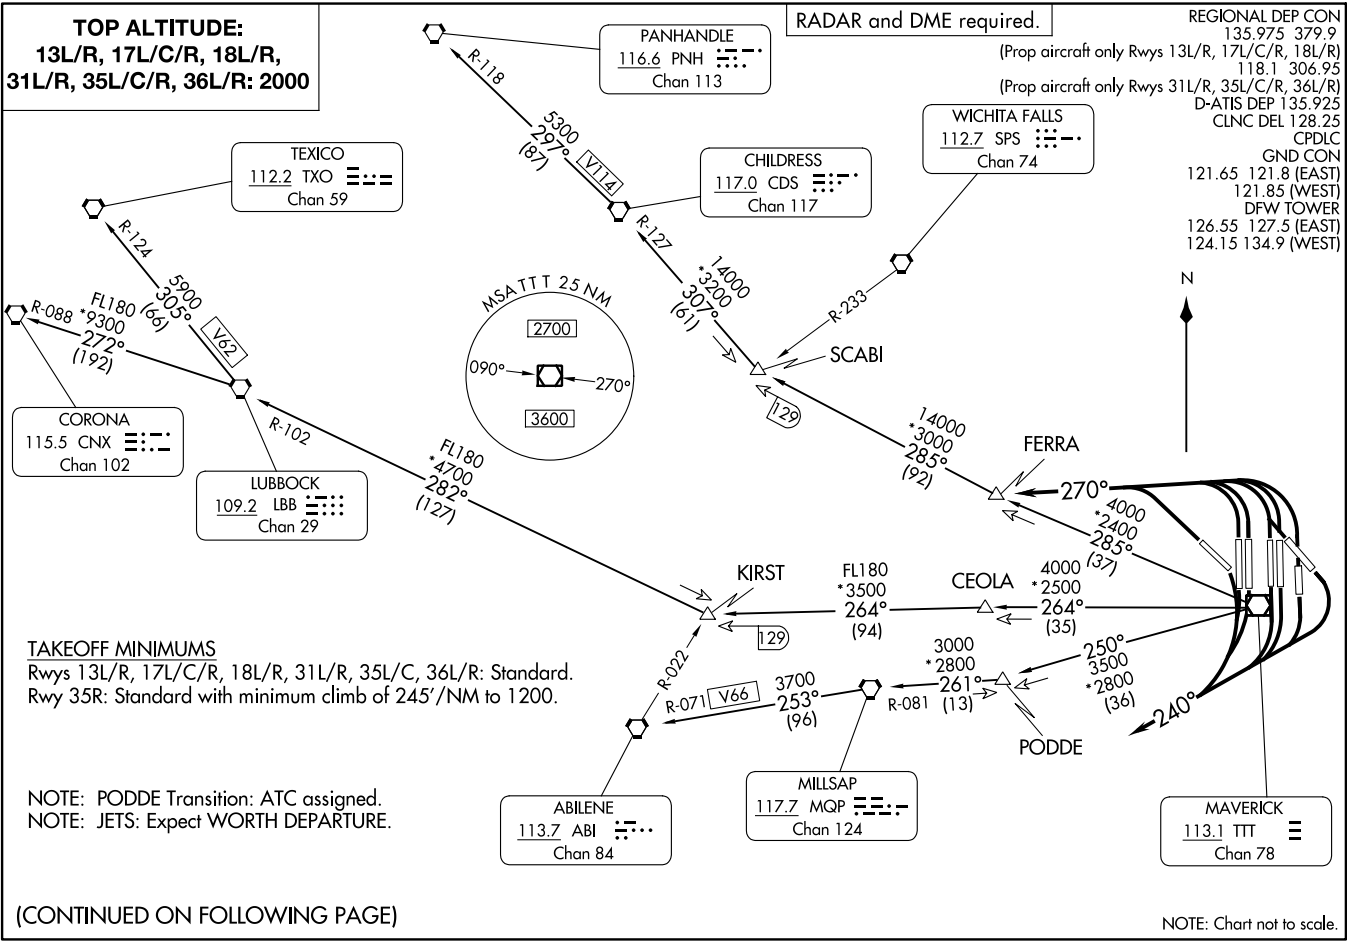 TOP ALTITUDE:
13L/R, 17L/C/R, 18L/R,
31L/R, 35L/C/R, 36L/R: 2000
RADAR and DME required.
REGIONAL DEP CON
135.975 379.9
(Prop aircraft only Rwys 13L/R, 17L/C/R, 18L/R)
118.1 306.95
(Prop aircraft only Rwys 31L/R, 35L/C/R, 36L/R)
D-ATIS DEP 135.925
CLNC DEL 128.25
CPDLC
GND CON
121.65 121.8 (EAST)
121.85 (WEST)
DFW TOWER
126.55 127.5 (EAST)
124.15 134.9 (WEST)
PANHANDLE
116.6 PNH
Chan 113
R-118
5300
297°
(87)
V114
WICHITA FALLS
112.7 SPS
Chan 74
R-233
TEXICO
112.2 TXO
Chan 59
R-124
5900
305°
(66)
V62
CHILDRESS
117.0 CDS
Chan 117
R-127
14000
*3200
307°
(61)
SCABI
129
MSA TTT 25 NM
2700
090°
270°
3600
N
R-088
FL180
*9300
272°
(192)
CORONA
115.5 CNX
Chan 102
LUBBOCK
109.2 LBB
Chan 29
R-102
FL180
*4700
282°
(127)
14000
*3000
285°
(92)
FERRA
270°
4000
*2400
285°
(37)
KIRST
129
FL180
*3500
264°
(94)
CEOLA
4000
*2500
264°
(35)
250°
3500
*2800
(36)
240°
3000
*2800
261°
(13)
R-081
PODDE
R-022
R-071
V66
3700
253°
(96)
ABILENE
113.7 ABI
Chan 84
MILLSAP
117.7 MQP
Chan 124
MAVERICK
113.1 TTT
Chan 78
TAKEOFF MINIMUMS
Rwys 13L/R, 17L/C/R, 18L/R, 31L/R, 35L/C, 36L/R: Standard.
Rwy 35R: Standard with minimum climb of 245'/NM to 1200.
NOTE: PODDE Transition: ATC assigned.
NOTE: JETS: Expect WORTH DEPARTURE.
(CONTINUED ON FOLLOWING PAGE)
NOTE: Chart not to scale.